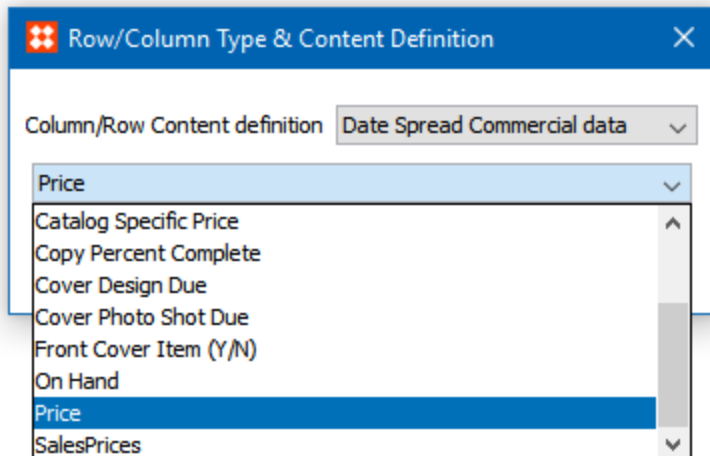 Row/Column Type & Content Definition
Column/Row Content definition Date Spread Commercial data
Price
Catalog Specific Price
Copy Percent Complete
Cover Design Due
Cover Photo Shot Due
Front Cover Item (Y/N)
On Hand
Price
SalesPrices